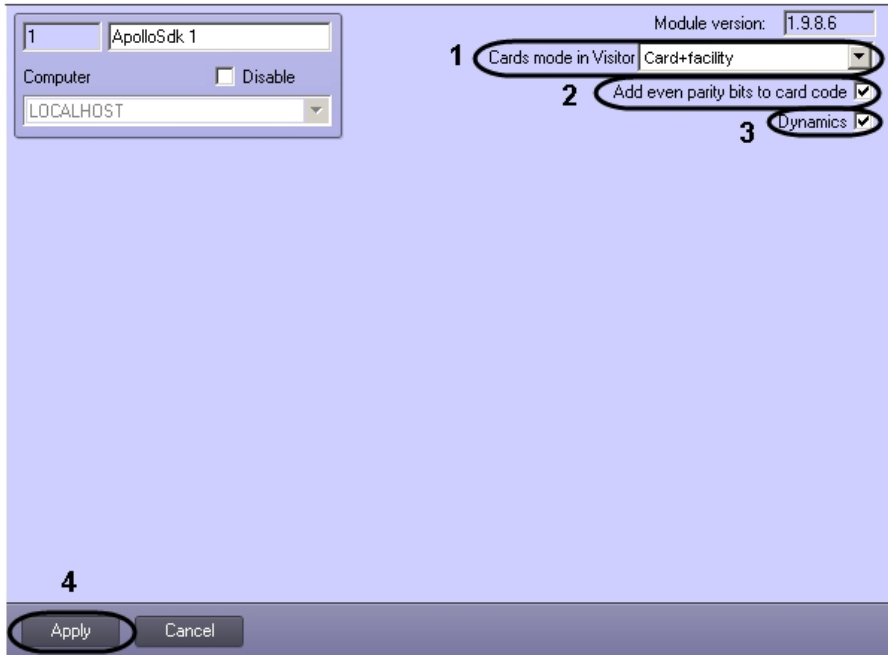 1 ApolloSdk 1
Computer Disable
LOCALHOST
Module version: 1.9.8.6
1 Cards mode in Visitor Card+facility
2 Add even parity bits to card code
3 Dynamics
4
Apply Cancel